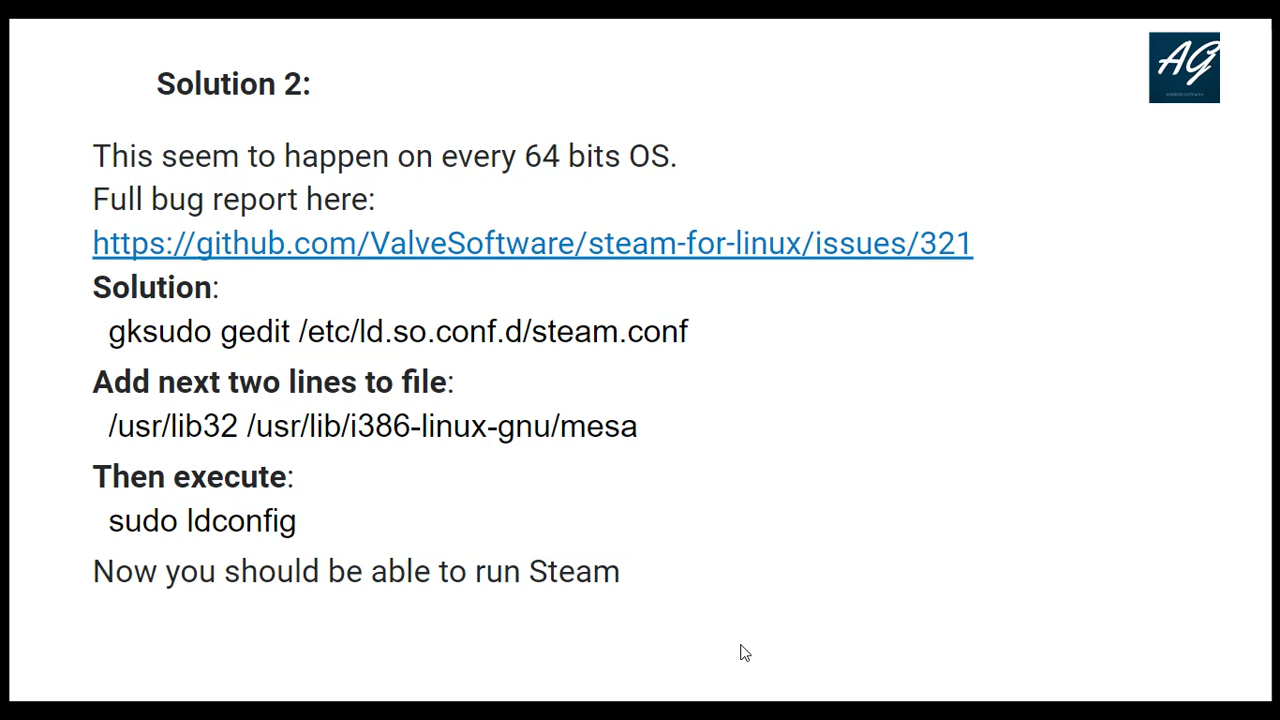 AG
Solution 2:
This seem to happen on every 64 bits OS.
Full bug report here:
https://github.com/ValveSoftware/steam-for-linux/issues/321
Solution:
gksudo gedit /etc/ld.so.conf.d/steam.conf
Add next two lines to file:
/usr/lib32 /usr/lib/i386-linux-gnu/mesa
Then execute:
sudo ldconfig
Now you should be able to run Steam